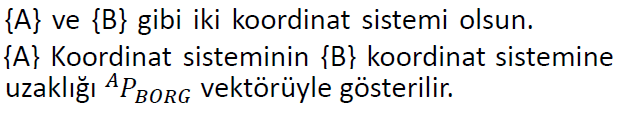 {A} ve {B} gibi iki koordinat sistemi olsun.
{A} Koordinat sisteminin {B} koordinat sistemine
uzaklığı ᴬP_BORG vektörüyle gösterilir.